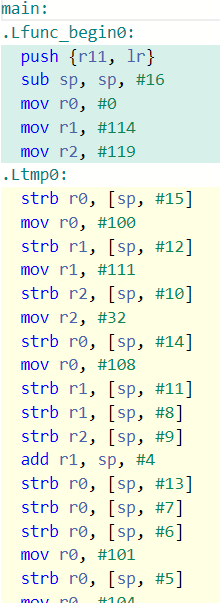 main:
.Lfunc_begin0:
push {r11, lr}
sub sp, sp, #16
mov r0, #0
mov r1, #114
mov r2, #119
.Ltmp0:
strb r0, [sp, #15]
mov r0, #100
strb r1, [sp, #12]
mov r1, #111
strb r2, [sp, #10]
mov r2, #32
strb r0, [sp, #14]
mov r0, #108
strb r1, [sp, #11]
strb r1, [sp, #8]
strb r2, [sp, #9]
add r1, sp, #4
strb r0, [sp, #13]
strb r0, [sp, #7]
strb r0, [sp, #6]
mov r0, #101
strb r0, [sp, #5]
mov r0, #104